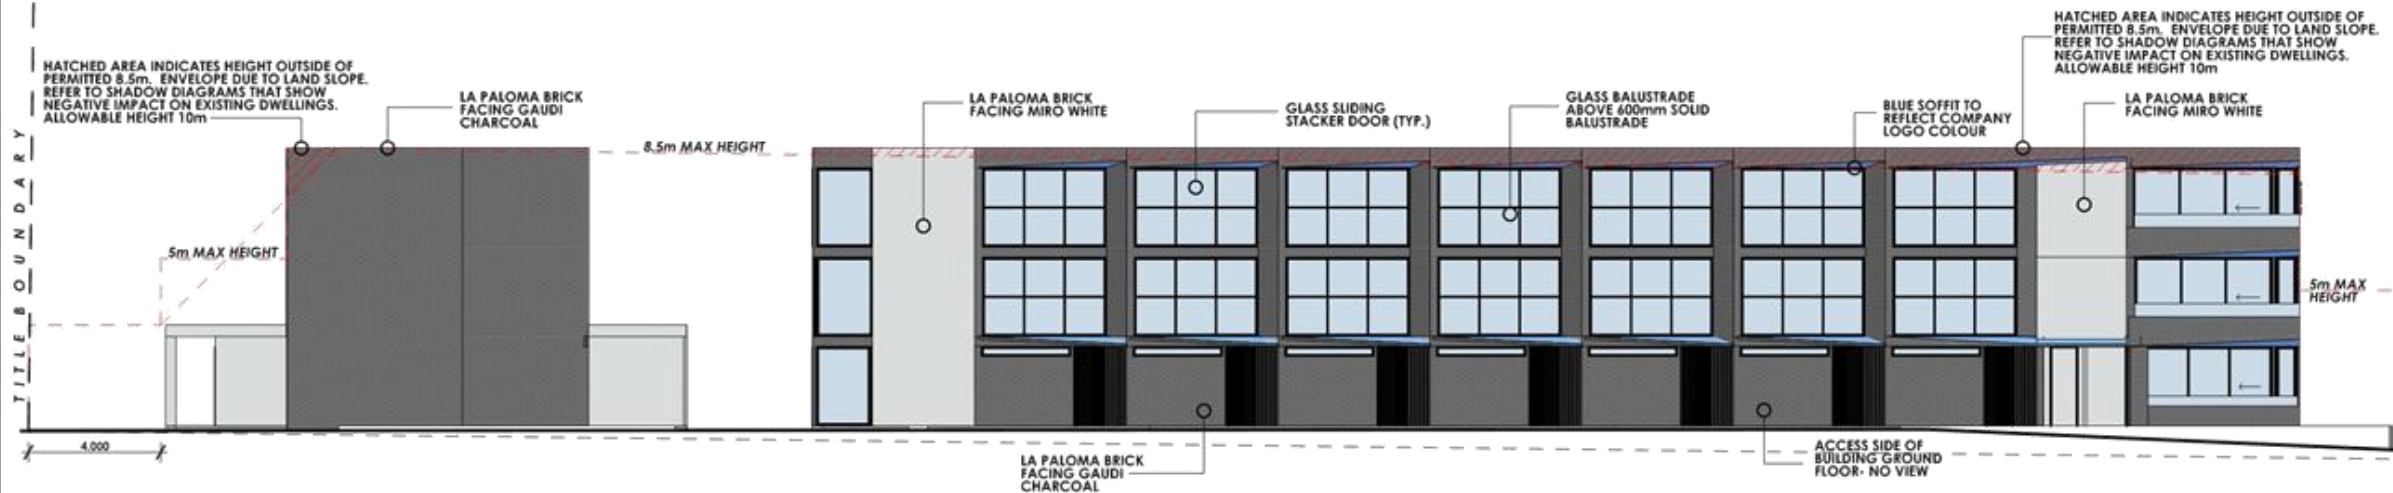 HATCHED AREA INDICATES HEIGHT OUTSIDE OF
PERMITTED 8.5m. ENVELOPE DUE TO LAND SLOPE.
REFER TO SHADOW DIAGRAMS THAT SHOW
NEGATIVE IMPACT ON EXISTING DWELLINGS.
ALLOWABLE HEIGHT 10m
LA PALOMA BRICK
FACING GAUDI
CHARCOAL
8.5m MAX HEIGHT
LA PALOMA BRICK
FACING MIRO WHITE
GLASS SLIDING
STACKER DOOR (TYP.)
GLASS BALUSTRADE
ABOVE 600mm SOLID
BALUSTRADE
BLUE SOFFIT TO
REFLECT COMPANY
LOGO COLOUR
HATCHED AREA INDICATES HEIGHT OUTSIDE OF
PERMITTED 8.5m. ENVELOPE DUE TO LAND SLOPE.
REFER TO SHADOW DIAGRAMS THAT SHOW
NEGATIVE IMPACT ON EXISTING DWELLINGS.
ALLOWABLE HEIGHT 10m
LA PALOMA BRICK
FACING MIRO WHITE
TITLE BOUNDARY
5m MAX HEIGHT
5m MAX
HEIGHT
4.000
LA PALOMA BRICK
FACING GAUDI
CHARCOAL
ACCESS SIDE OF
BUILDING GROUND
FLOOR- NO VIEW